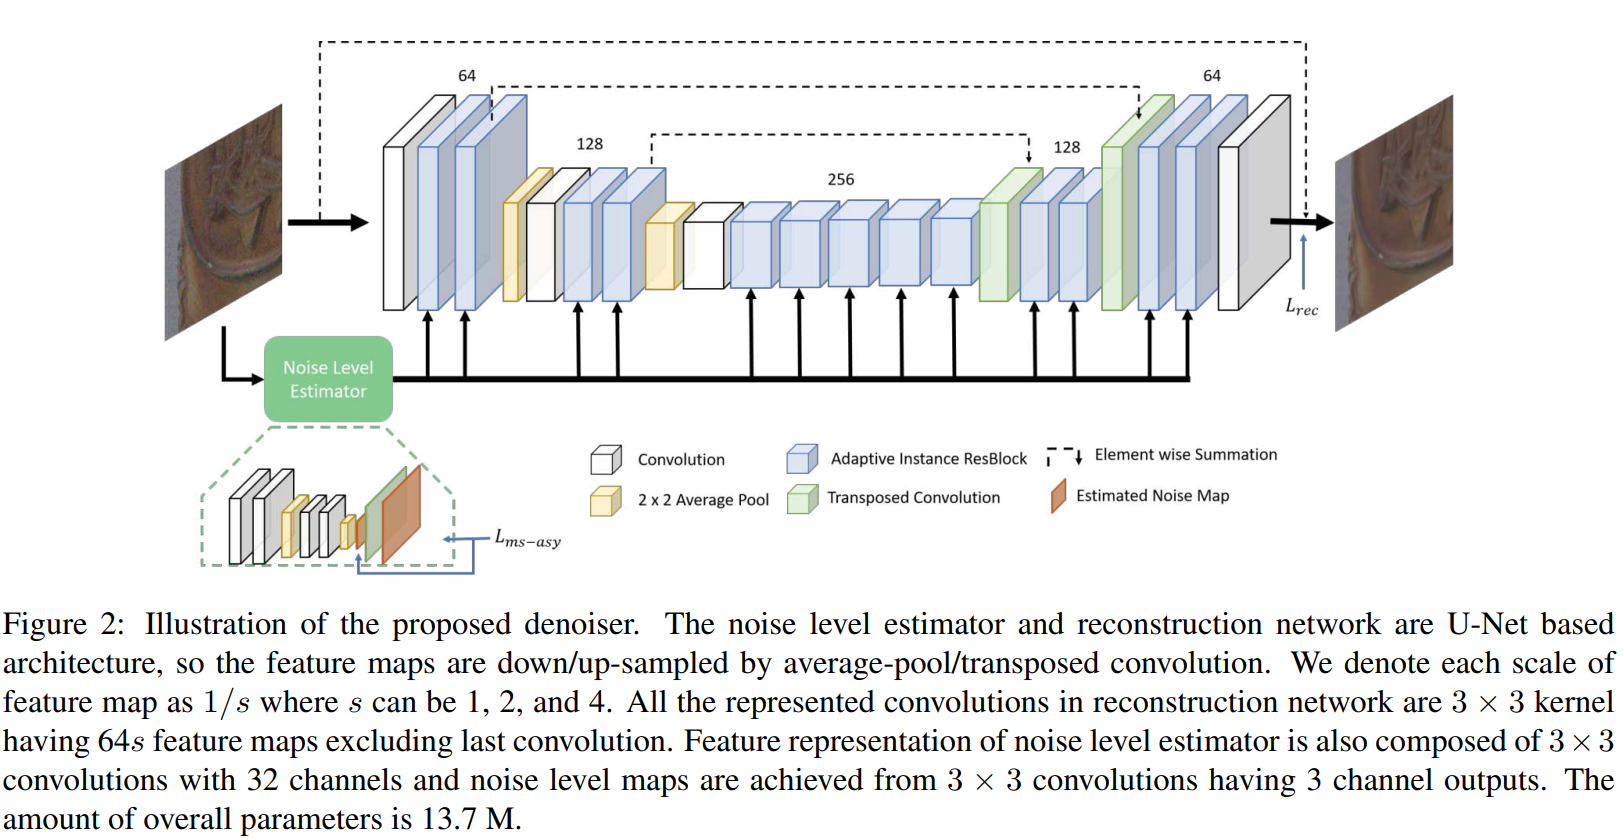 64
64
128
128
256
L_rec
Noise Level
Estimator
L_ms−asy
Convolution
Adaptive Instance ResBlock
Element wise Summation
2 x 2 Average Pool
Transposed Convolution
Estimated Noise Map
Figure 2: Illustration of the proposed denoiser. The noise level estimator and reconstruction network are U-Net based
architecture, so the feature maps are down/up-sampled by average-pool/transposed convolution. We denote each scale of
feature map as 1/s where s can be 1, 2, and 4. All the represented convolutions in reconstruction network are 3 × 3 kernel
having 64s feature maps excluding last convolution. Feature representation of noise level estimator is also composed of 3 × 3
convolutions with 32 channels and noise level maps are achieved from 3 × 3 convolutions having 3 channel outputs. The
amount of overall parameters is 13.7 M.